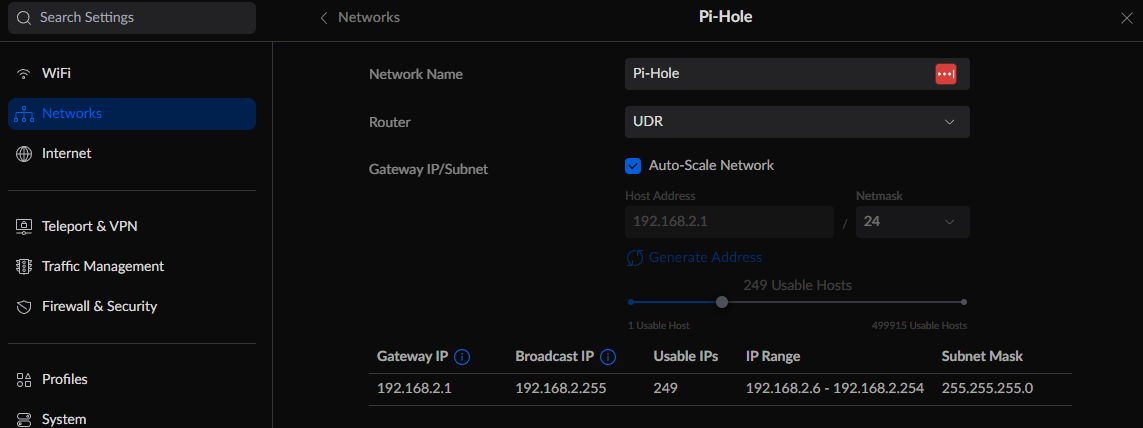 Search Settings
Networks
Pi-Hole
WiFi
Networks
Internet
Teleport & VPN
Traffic Management
Firewall & Security
Profiles
System
Network Name
Pi-Hole
Router
UDR
Gateway IP/Subnet
Auto-Scale Network
Host Address
Netmask
192.168.2.1
/
24
Generate Address
249 Usable Hosts
1 Usable Host
499915 Usable Hosts
Gateway IP Broadcast IP Usable IPs IP Range Subnet Mask
192.168.2.1 192.168.2.255 249 192.168.2.6 - 192.168.2.254 255.255.255.0